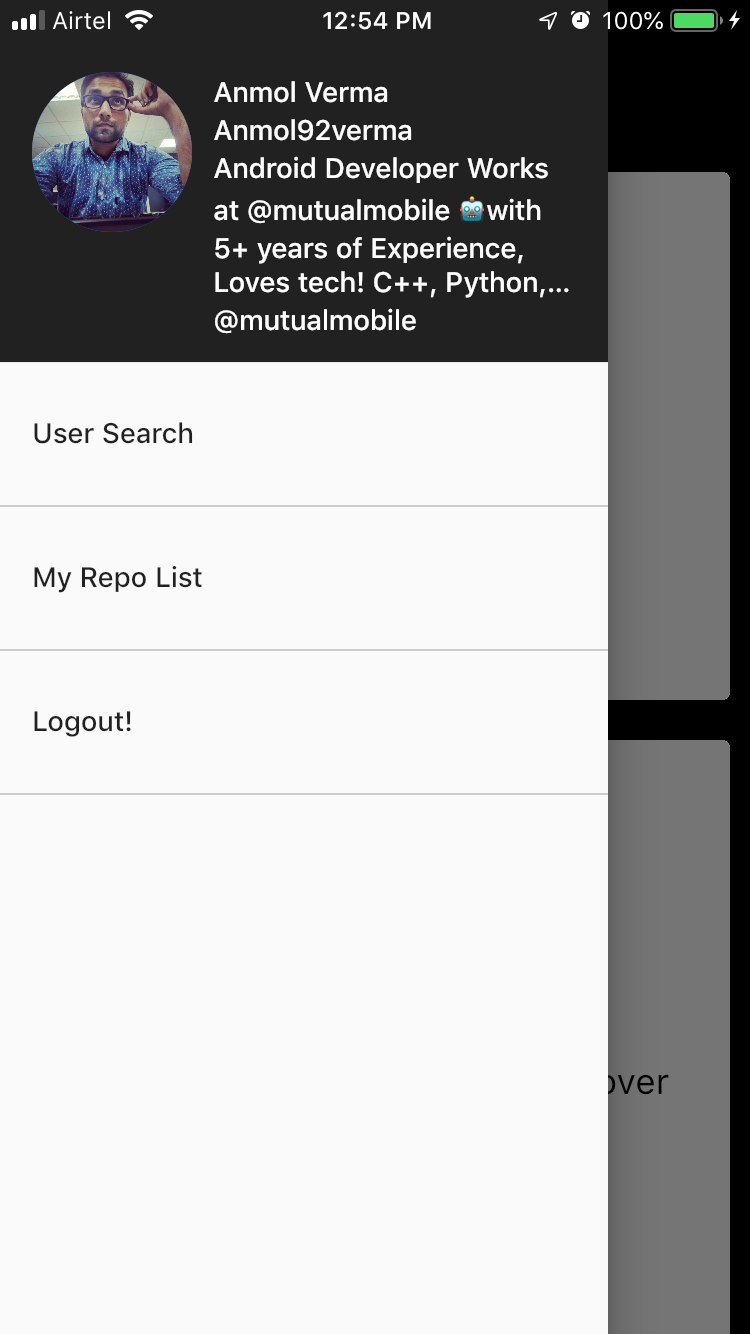 Airtel 12:54 PM 100%
Anmol Verma
Anmol92verma
Android Developer Works
at @mutualmobile 🤖with
5+ years of Experience,
Loves tech! C++, Python,...
@mutualmobile
User Search
My Repo List
Logout!
over